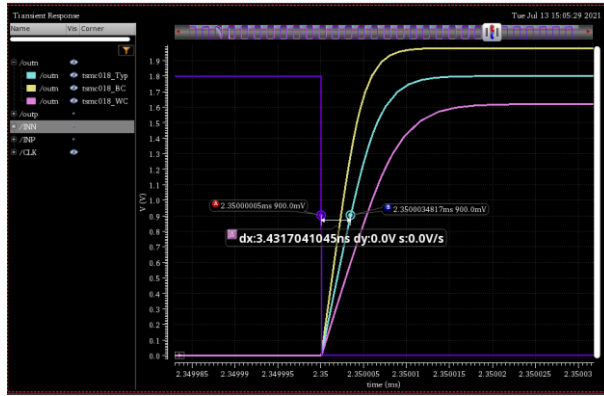 Transient Response
Tue Jul 13 15:05:29 2021
Name Vis Corner
/outn
/outn tsmc018_Typ
/outn tsmc018_BC
/outn tsmc018_WC
/outp
/INN
/INP
/CLK
V (V)
1.9
1.8
1.7
1.6
1.5
1.4
1.3
1.2
1.1
1.0
0.9
0.8
0.7
0.6
0.5
0.4
0.3
0.2
0.1
0.0
A 2.35000005ms 900.0mV
B 2.3500034817ms 900.0mV
dx:3.4317041045ns dy:0.0V s:0.0V/s
2.349985 2.34999 2.349995 2.35 2.350005 2.35001 2.350015 2.35002 2.350025 2.35003
time (ms)